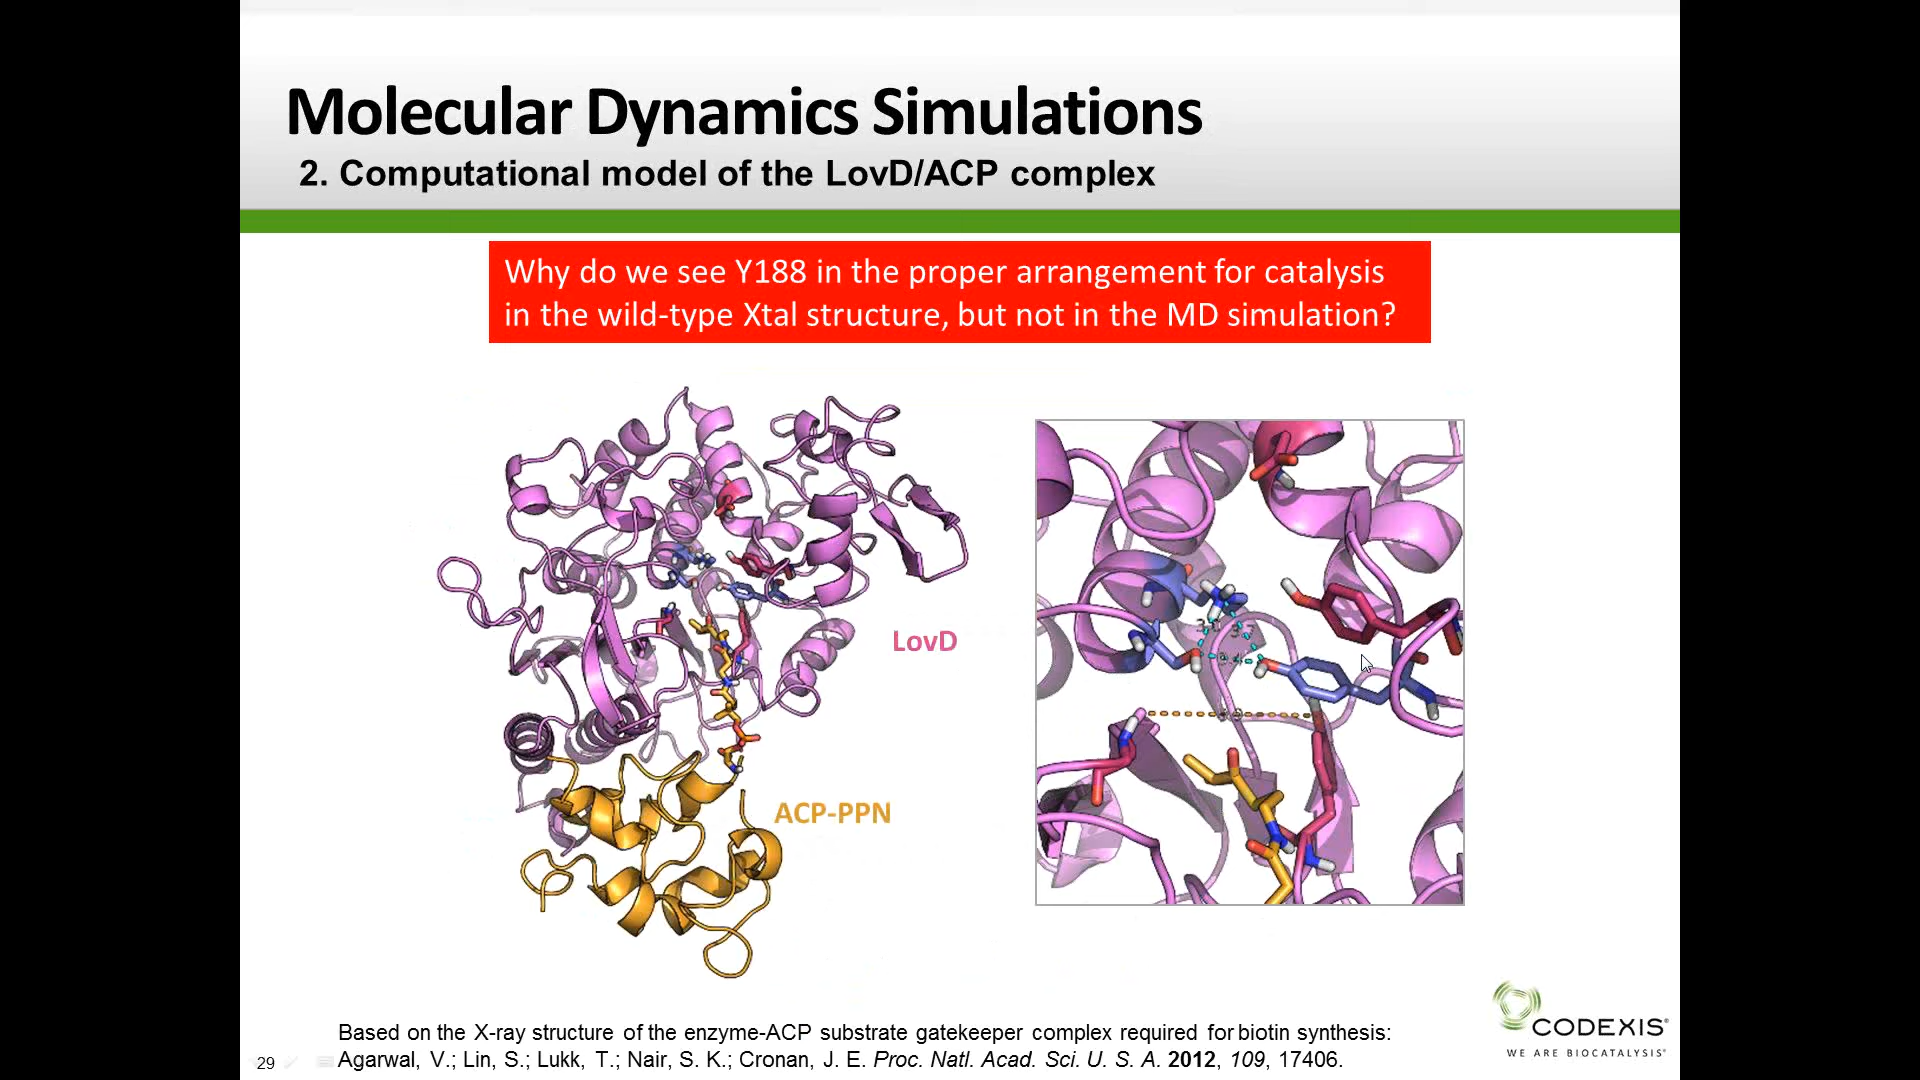 Molecular Dynamics Simulations
2. Computational model of the LovD/ACP complex
Why do we see Y188 in the proper arrangement for catalysis
in the wild-type Xtal structure, but not in the MD simulation?
LovD
ACP-PPN
CODEXIS®
WE ARE BIOCATALYSIS®
Based on the X-ray structure of the enzyme-ACP substrate gatekeeper complex required for biotin synthesis:
Agarwal, V.; Lin, S.; Lukk, T.; Nair, S. K.; Cronan, J. E. Proc. Natl. Acad. Sci. U. S. A. 2012, 109, 17406.
29